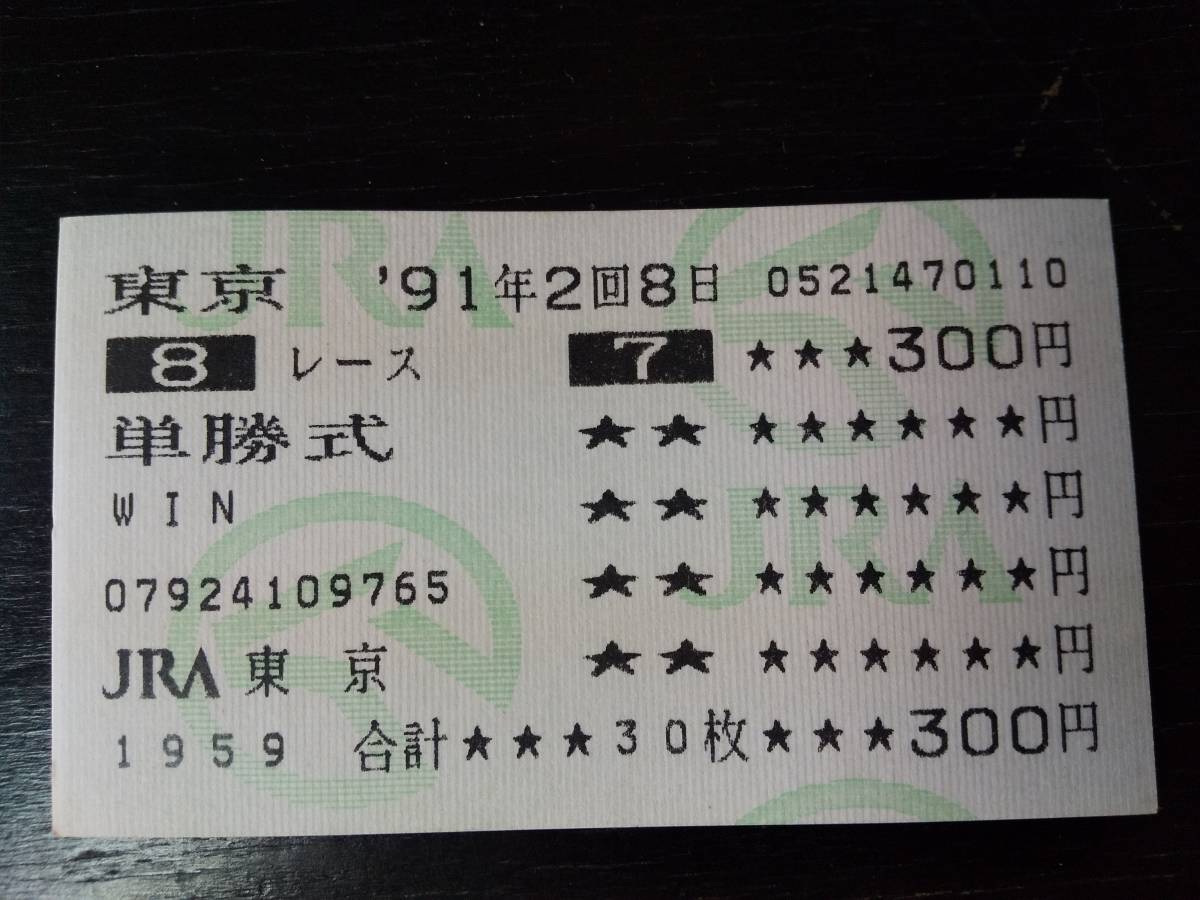 東京 '91年2回8日 0521470110
8 レース 7 ★★★300円
単勝式 ★★ ★★★★★★円
WIN ★★ ★★★★★★円
07924109765 ★★ ★★★★★★円
JRA 東京 ★★ ★★★★★★円
1959 合計★★★30枚★★★300円
JRA
JRA